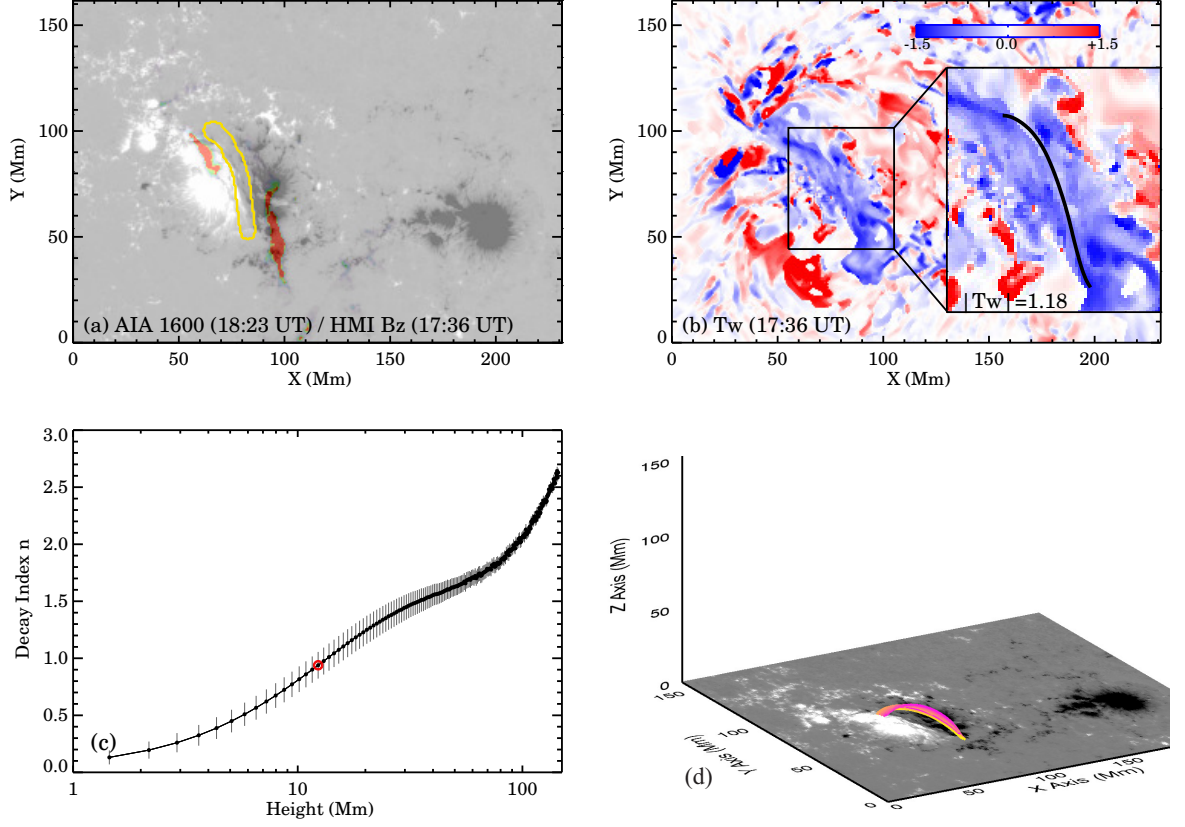 150
100
50
0
Y (Mm)
(a) AIA 1600 (18:23 UT) / HMI Bz (17:36 UT)
0 50 100 150 200
X (Mm)
150
100
50
0
Y (Mm)
-1.5 0.0 +1.5
|Tw|=1.18
(b) Tw (17:36 UT)
0 50 100 150 200
X (Mm)
3.0
2.5
2.0
1.5
1.0
0.5
0.0
Decay Index n
(c)
1 10 100
Height (Mm)
150
100
50
0
Z Axis (Mm)
150
100
50
0
Y Axis (Mm)
0
50
100
150
X Axis (Mm)
(d)